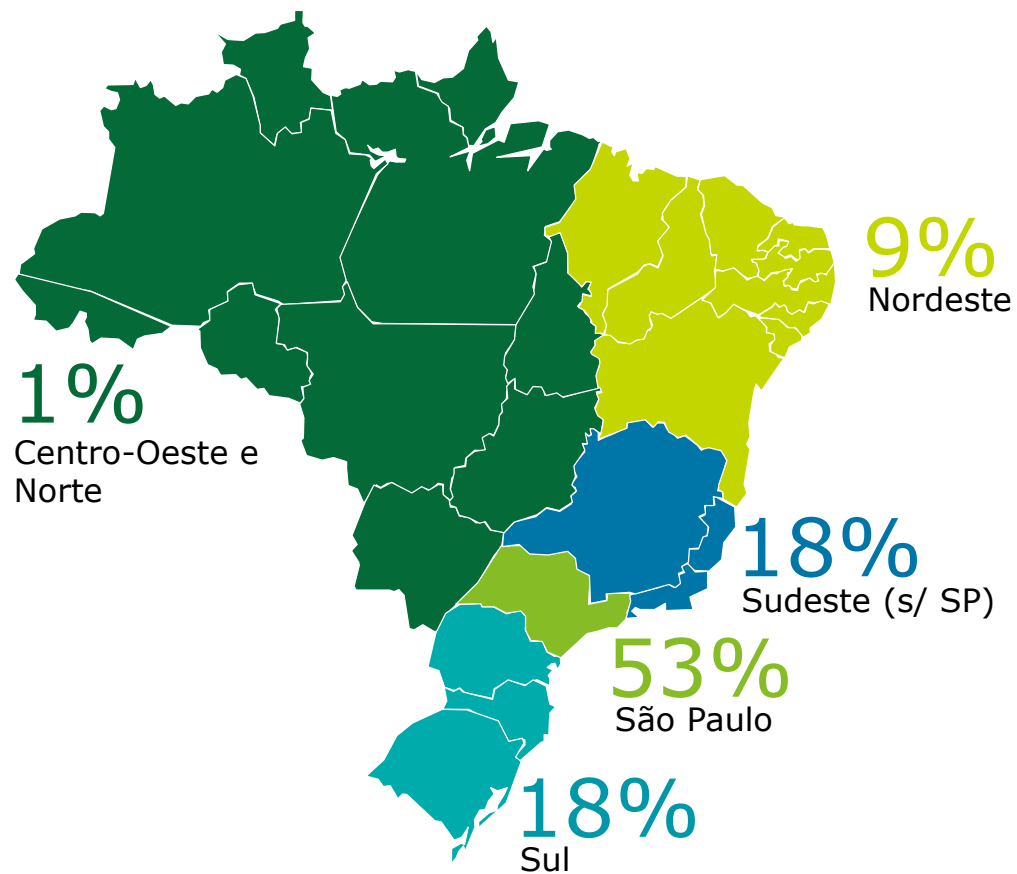 9%
Nordeste
1%
Centro-Oeste e
Norte
18%
Sudeste (s/ SP)
53%
São Paulo
18%
Sul